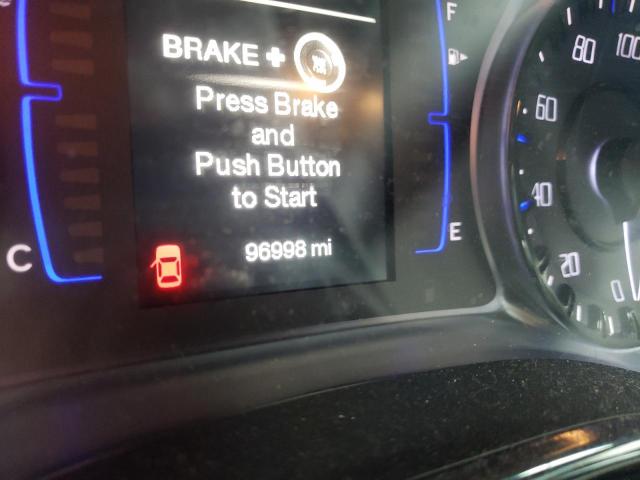 BRAKE +
Press Brake
and
Push Button
to Start
96998 mi
C
F
E
100
80
60
40
20
0